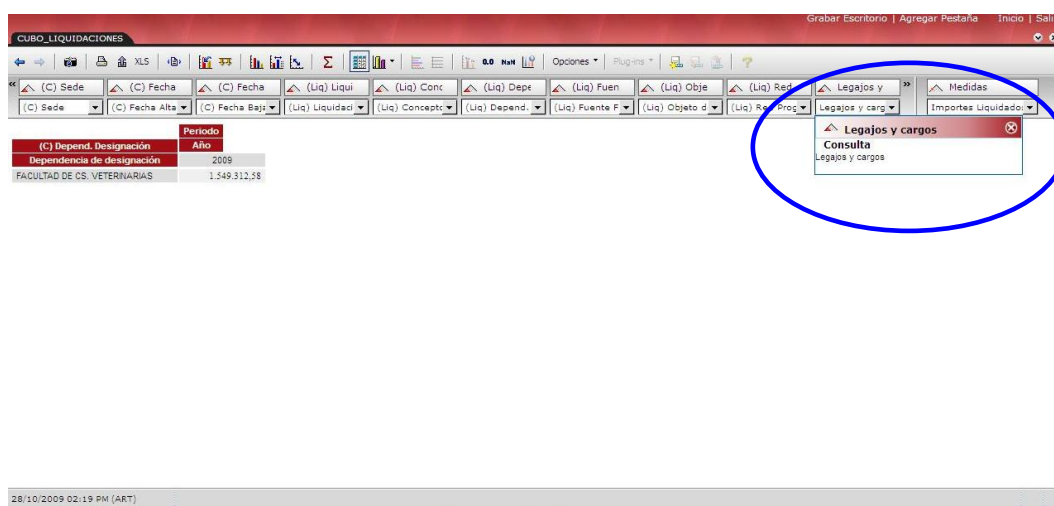 Grabar Escritorio | Agregar Pestaña Inicio | Sali
CUBO_LIQUIDACIONES
XLS Σ 0.0 NaN Opciones Plug-ins ?
« (C) Sede (C) Fecha (C) Fecha (Liq) Liqui (Liq) Conc (Liq) Depe (Liq) Fuen (Liq) Obje (Liq) Red Legajos y » Medidas
(C) Sede (C) Fecha Alta (C) Fecha Baja (Liq) Liquidaci (Liq) Concepto (Liq) Depend. (Liq) Fuente F (Liq) Objeto d (Liq) Red Prog Legajos y carg Importes Liquidado:
Legajos y cargos
Consulta
Legajos y cargos
Periodo
(C) Depend. Designación Año
Dependencia de designación 2009
FACULTAD DE CS. VETERINARIAS 1.549.312,58
28/10/2009 02:19 PM (ART)